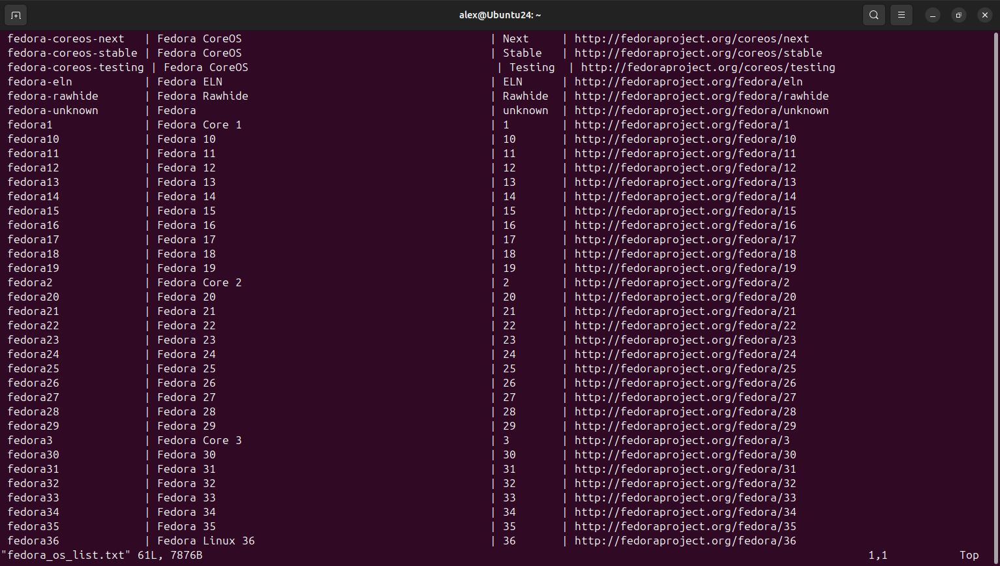 alex@Ubuntu24: ~
fedora-coreos-next | Fedora CoreOS | Next | http://fedoraproject.org/coreos/next
fedora-coreos-stable | Fedora CoreOS | Stable | http://fedoraproject.org/coreos/stable
fedora-coreos-testing | Fedora CoreOS | Testing | http://fedoraproject.org/coreos/testing
fedora-eln | Fedora ELN | ELN | http://fedoraproject.org/fedora/eln
fedora-rawhide | Fedora Rawhide | Rawhide | http://fedoraproject.org/fedora/rawhide
fedora-unknown | Fedora | unknown | http://fedoraproject.org/fedora/unknown
fedora1 | Fedora Core 1 | 1 | http://fedoraproject.org/fedora/1
fedora10 | Fedora 10 | 10 | http://fedoraproject.org/fedora/10
fedora11 | Fedora 11 | 11 | http://fedoraproject.org/fedora/11
fedora12 | Fedora 12 | 12 | http://fedoraproject.org/fedora/12
fedora13 | Fedora 13 | 13 | http://fedoraproject.org/fedora/13
fedora14 | Fedora 14 | 14 | http://fedoraproject.org/fedora/14
fedora15 | Fedora 15 | 15 | http://fedoraproject.org/fedora/15
fedora16 | Fedora 16 | 16 | http://fedoraproject.org/fedora/16
fedora17 | Fedora 17 | 17 | http://fedoraproject.org/fedora/17
fedora18 | Fedora 18 | 18 | http://fedoraproject.org/fedora/18
fedora19 | Fedora 19 | 19 | http://fedoraproject.org/fedora/19
fedora2 | Fedora Core 2 | 2 | http://fedoraproject.org/fedora/2
fedora20 | Fedora 20 | 20 | http://fedoraproject.org/fedora/20
fedora21 | Fedora 21 | 21 | http://fedoraproject.org/fedora/21
fedora22 | Fedora 22 | 22 | http://fedoraproject.org/fedora/22
fedora23 | Fedora 23 | 23 | http://fedoraproject.org/fedora/23
fedora24 | Fedora 24 | 24 | http://fedoraproject.org/fedora/24
fedora25 | Fedora 25 | 25 | http://fedoraproject.org/fedora/25
fedora26 | Fedora 26 | 26 | http://fedoraproject.org/fedora/26
fedora27 | Fedora 27 | 27 | http://fedoraproject.org/fedora/27
fedora28 | Fedora 28 | 28 | http://fedoraproject.org/fedora/28
fedora29 | Fedora 29 | 29 | http://fedoraproject.org/fedora/29
fedora3 | Fedora Core 3 | 3 | http://fedoraproject.org/fedora/3
fedora30 | Fedora 30 | 30 | http://fedoraproject.org/fedora/30
fedora31 | Fedora 31 | 31 | http://fedoraproject.org/fedora/31
fedora32 | Fedora 32 | 32 | http://fedoraproject.org/fedora/32
fedora33 | Fedora 33 | 33 | http://fedoraproject.org/fedora/33
fedora34 | Fedora 34 | 34 | http://fedoraproject.org/fedora/34
fedora35 | Fedora 35 | 35 | http://fedoraproject.org/fedora/35
fedora36 | Fedora Linux 36 | 36 | http://fedoraproject.org/fedora/36
"fedora_os_list.txt" 61L, 7876B 1,1 Top